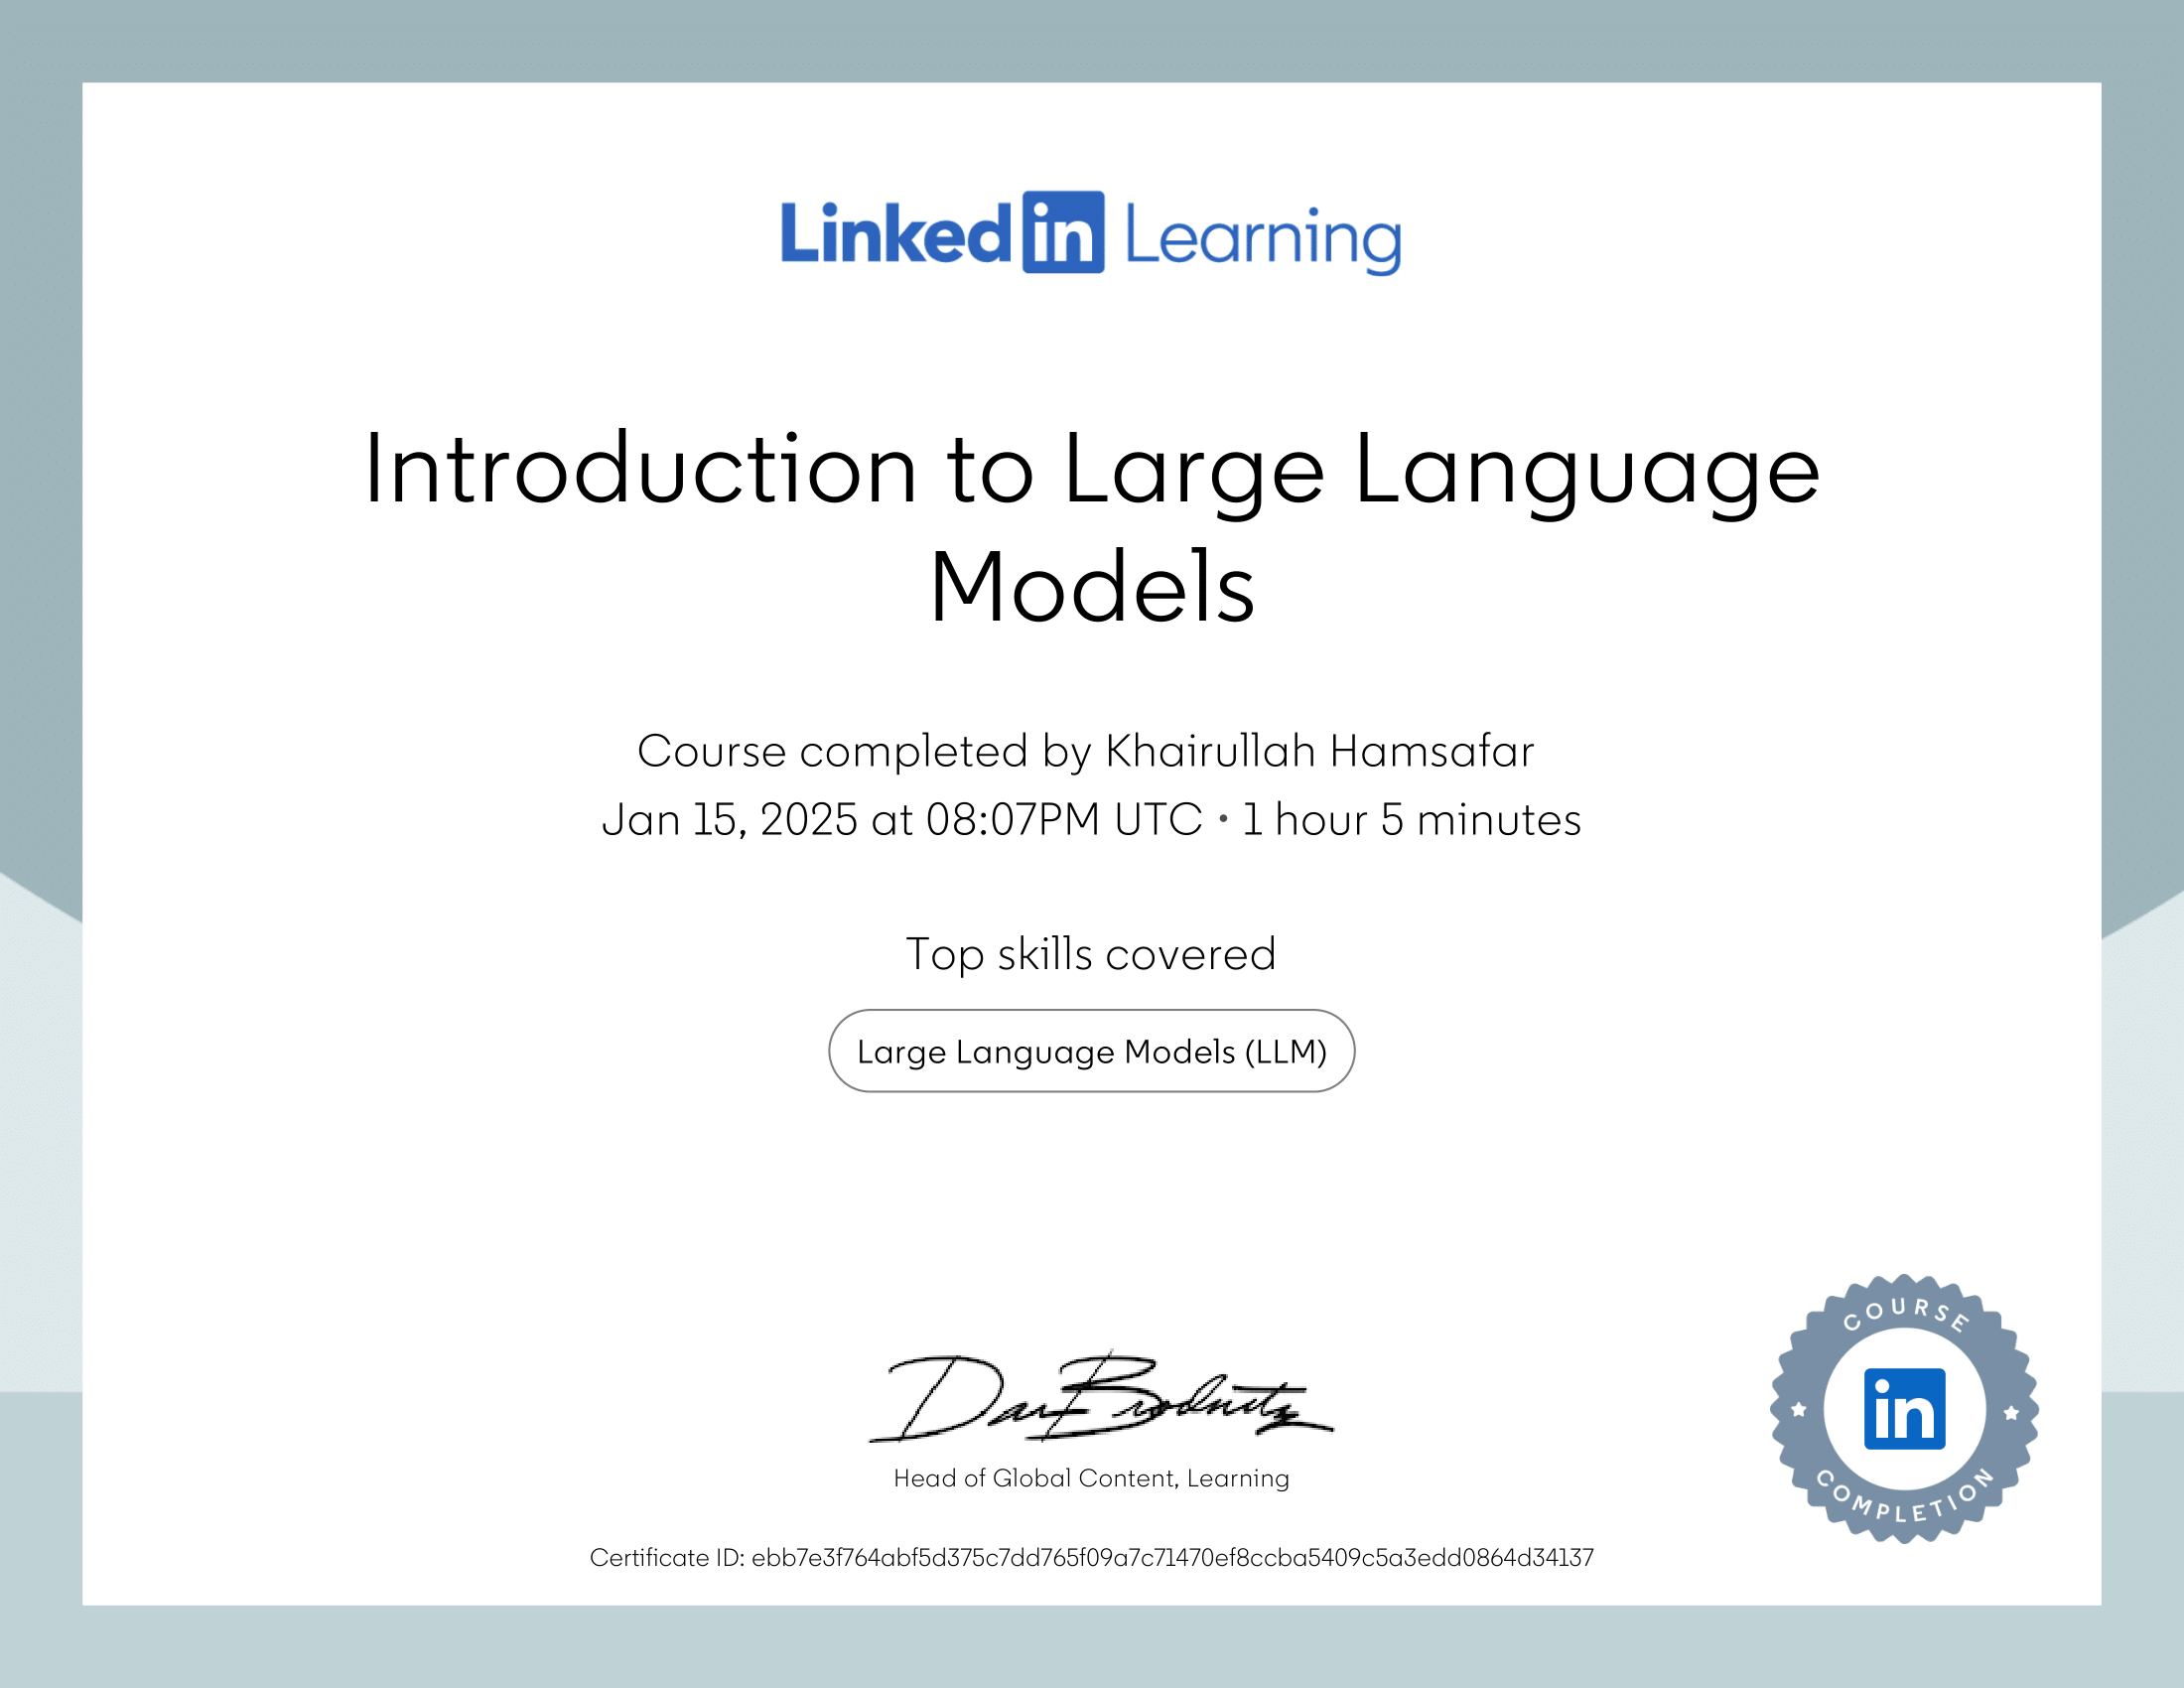 Linked in Learning
Introduction to Large Language
Models
Course completed by Khairullah Hamsafar
Jan 15, 2025 at 08:07PM UTC • 1 hour 5 minutes
Top skills covered
Large Language Models (LLM)
Head of Global Content, Learning
Certificate ID: ebb7e3f764abf5d375c7dd765f09a7c71470ef8ccba5409c5a3edd0864d34137
COURSE
in
COMPLETION